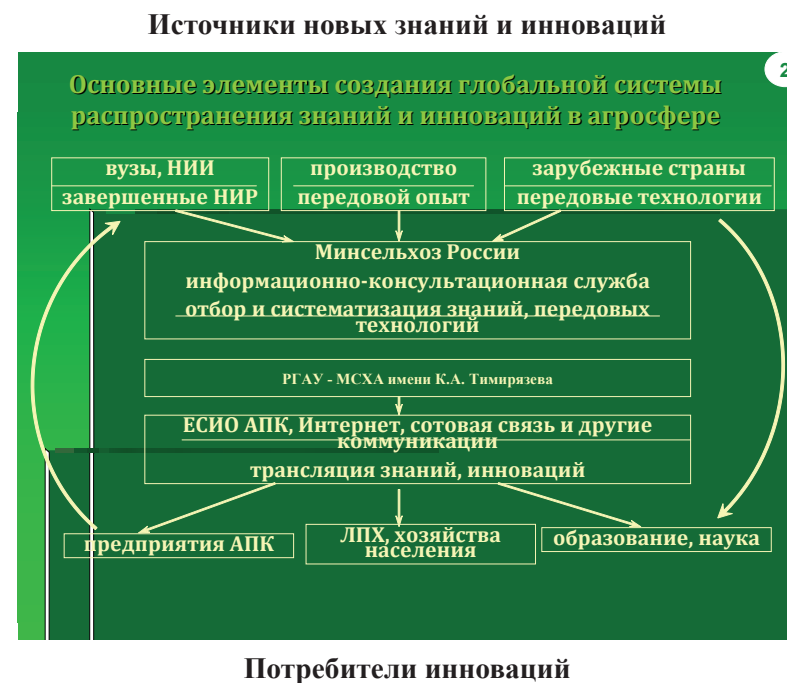 Источники новых знаний и инноваций
2
Основные элементы создания глобальной системы
распространения знаний и инноваций в агросфере
вузы, НИИ
завершенные НИР
производство
передовой опыт
зарубежные страны
передовые технологии
Минсельхоз России
информационно-консультационная служба
отбор и систематизация знаний, передовых
технологий
РГАУ - МСХА имени К.А. Тимирязева
ЕСИО АПК, Интернет, сотовая связь и другие
коммуникации
трансляция знаний, инноваций
предприятия АПК
ЛПХ, хозяйства
населения
образование, наука
Потребители инноваций